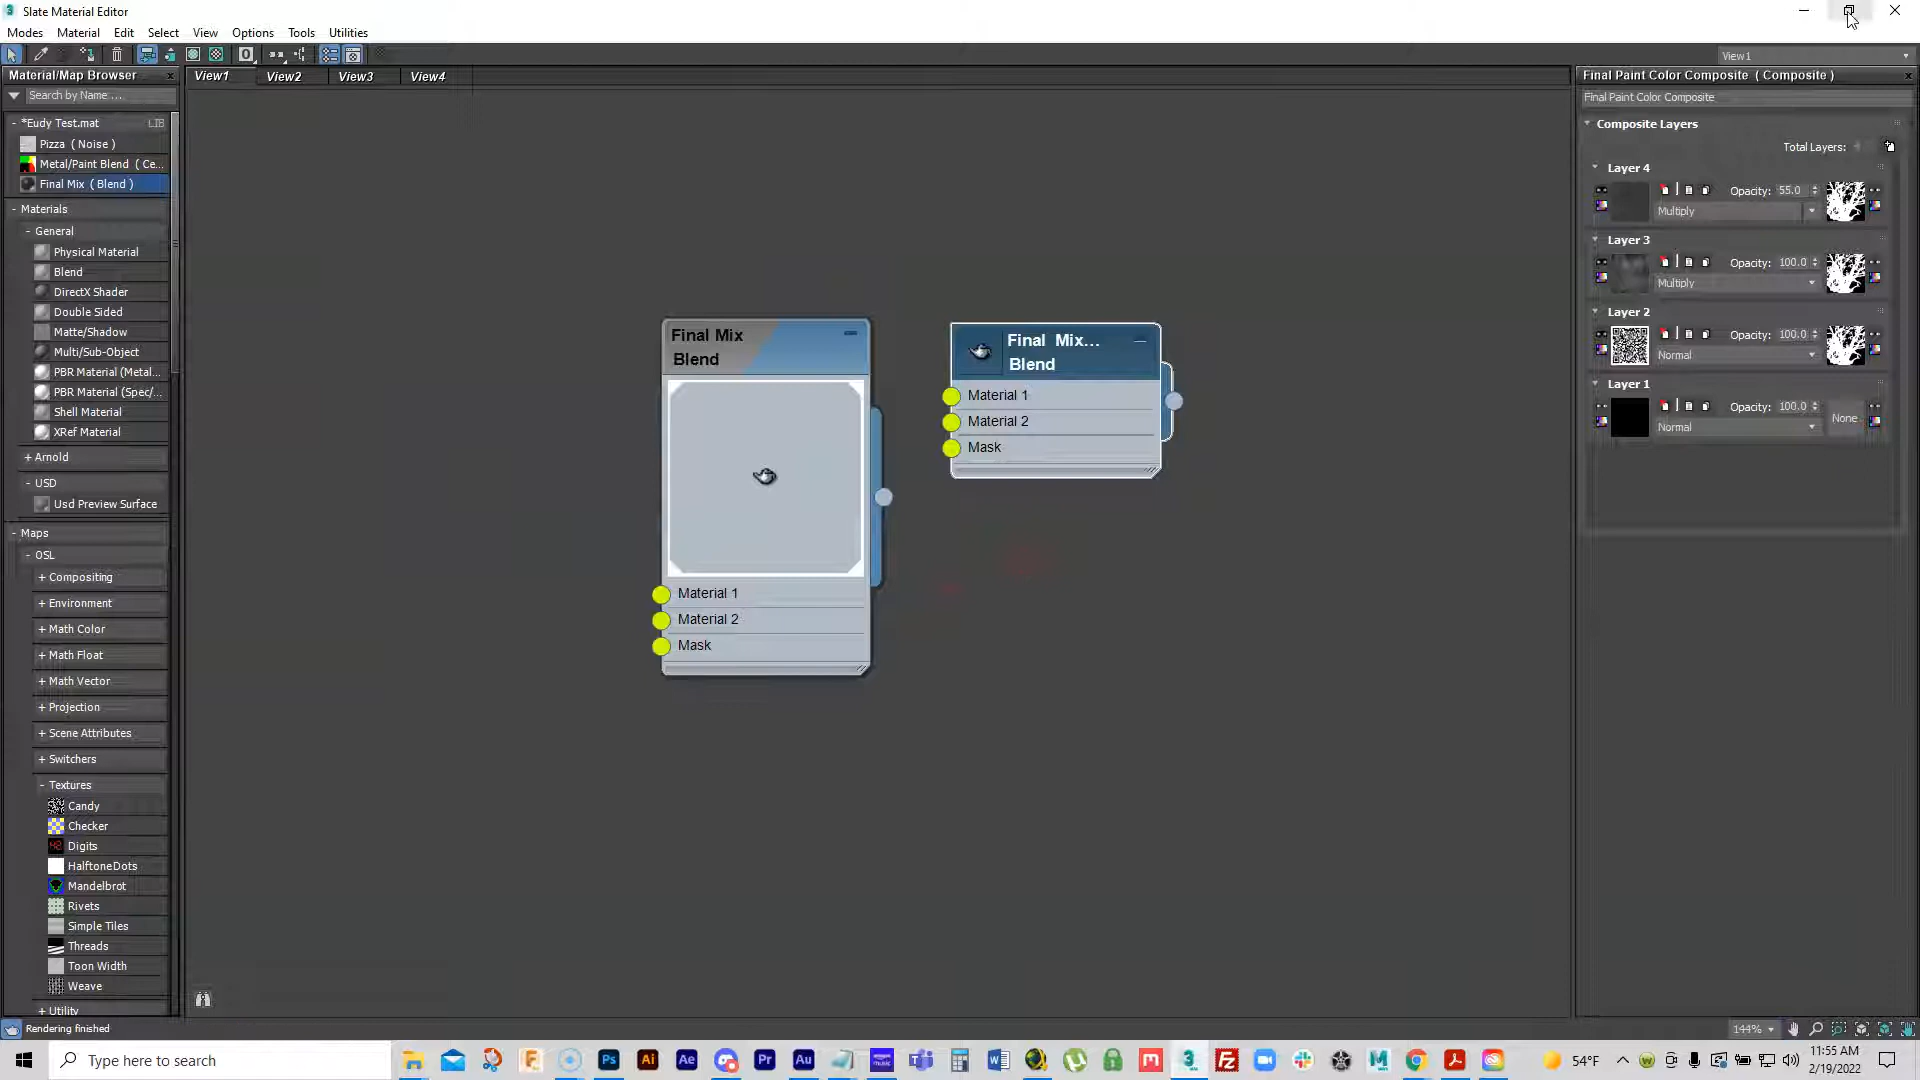 Slate Material Editor
Modes Material Edit Select View Options Tools Utilities
View1
Material/Map Browser
View1 View2 View3 View4
Final Paint Color Composite ( Composite )
Search by Name ...
Final Paint Color Composite
- *Eudy Test.mat LIB
Pizza ( Noise )
Metal/Paint Blend ( Ce...
Final Mix ( Blend )
- Materials
- General
Physical Material
Blend
DirectX Shader
Double Sided
Matte/Shadow
Multi/Sub-Object
PBR Material (Metal...
PBR Material (Spec/...
Shell Material
XRef Material
+ Arnold
- USD
Usd Preview Surface
- Maps
- OSL
+ Compositing
+ Environment
+ Math Color
+ Math Float
+ Math Vector
+ Projection
+ Scene Attributes
+ Switchers
- Textures
Candy
Checker
Digits
HalftoneDots
Mandelbrot
Rivets
Simple Tiles
Threads
Toon Width
Weave
+ Utility
Final Mix
Blend
Material 1
Material 2
Mask
Final Mix...
Blend
Material 1
Material 2
Mask
Composite Layers
Total Layers:
Layer 4
Opacity: 55.0
Multiply
Layer 3
Opacity: 100.0
Multiply
Layer 2
Opacity: 100.0
Normal
Layer 1
Opacity: 100.0
None
Normal
Rendering finished
144%
Type here to search
54°F
11:55 AM
2/19/2022